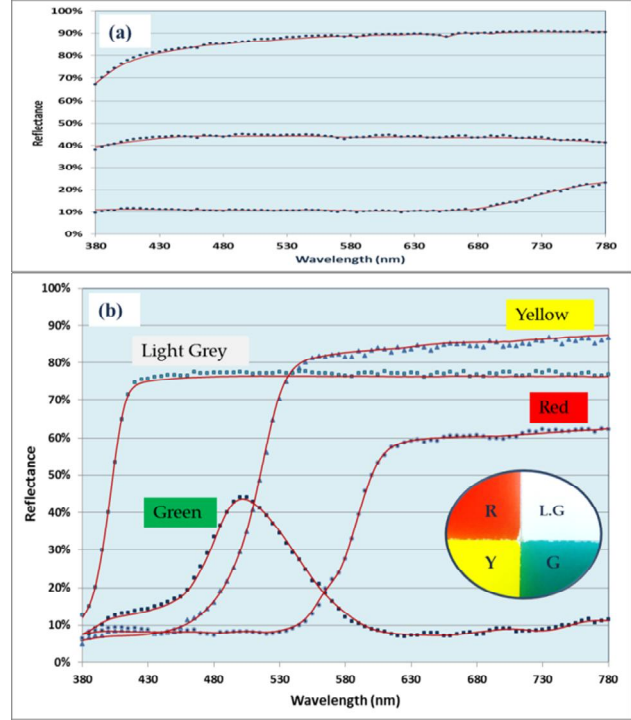 (a)
100%
90%
80%
70%
60%
50%
40%
30%
20%
10%
0%
Reflectance
380 430 480 530 580 630 680 730 780
Wavelength (nm)
(b)
100%
90%
80%
70%
60%
50%
40%
30%
20%
10%
0%
Reflectance
Yellow
Light Grey
Red
Green
R L.G
Y G
380 430 480 530 580 630 680 730 780
Wavelength (nm)